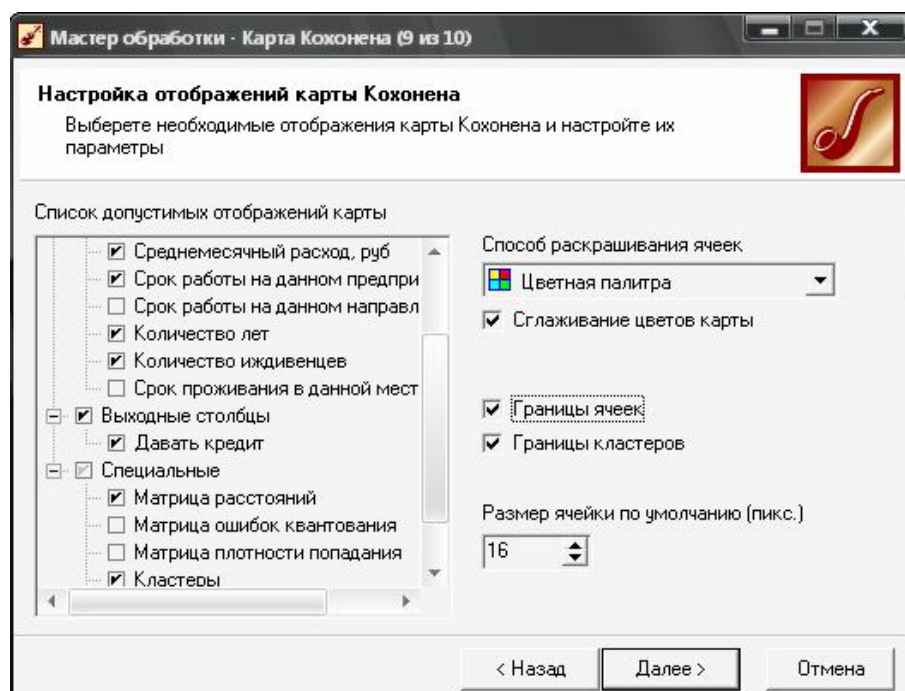 Мастер обработки - Карта Кохонена (9 из 10)
Настройка отображений карты Кохонена
Выберете необходимые отображения карты Кохонена и настройте их
параметры
Список допустимых отображений карты
Среднемесячный расход, руб
Срок работы на данном предпри
Срок работы на данном направл
Количество лет
Количество иждивенцев
Срок проживания в данной мест
Выходные столбцы
Давать кредит
Специальные
Матрица расстояний
Матрица ошибок квантования
Матрица плотности попадания
Кластеры
Способ раскрашивания ячеек
Цветная палитра
Сглаживание цветов карты
Границы ячеек
Границы кластеров
Размер ячейки по умолчанию (пикс.)
16
< Назад
Далее >
Отмена